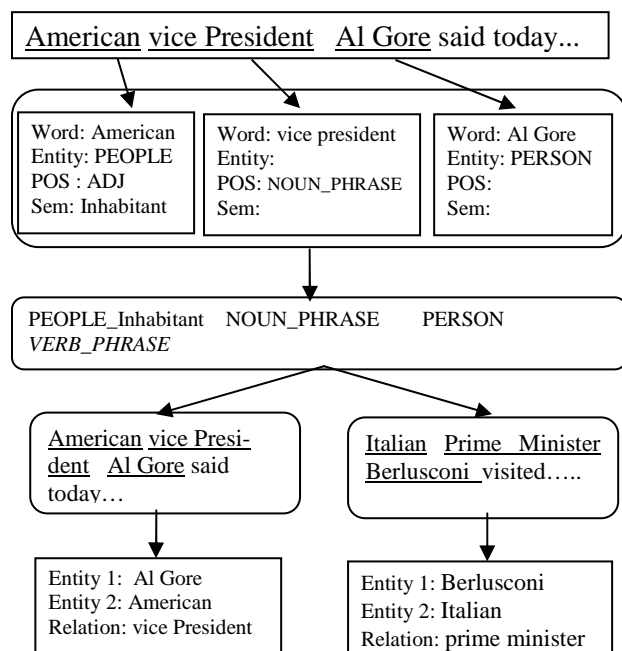 American vice President Al Gore said today...
Word: American
Entity: PEOPLE
POS : ADJ
Sem: Inhabitant
Word: vice president
Entity:
POS: NOUN_PHRASE
Sem:
Word: Al Gore
Entity: PERSON
POS:
Sem:
PEOPLE_Inhabitant NOUN_PHRASE PERSON
VERB_PHRASE
American vice Presi-
dent Al Gore said
today…
Italian Prime Minister
Berlusconi visited…..
Entity 1: Al Gore
Entity 2: American
Relation: vice President
Entity 1: Berlusconi
Entity 2: Italian
Relation: prime minister